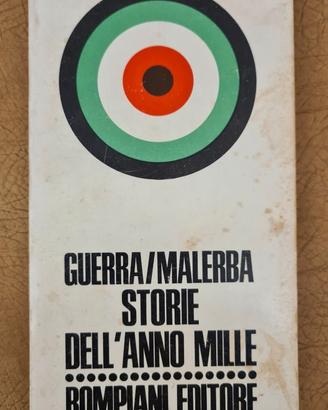 GUERRA/MALERBA
STORIE
DELL'ANNO MILLE
BOMPIANI EDITORE